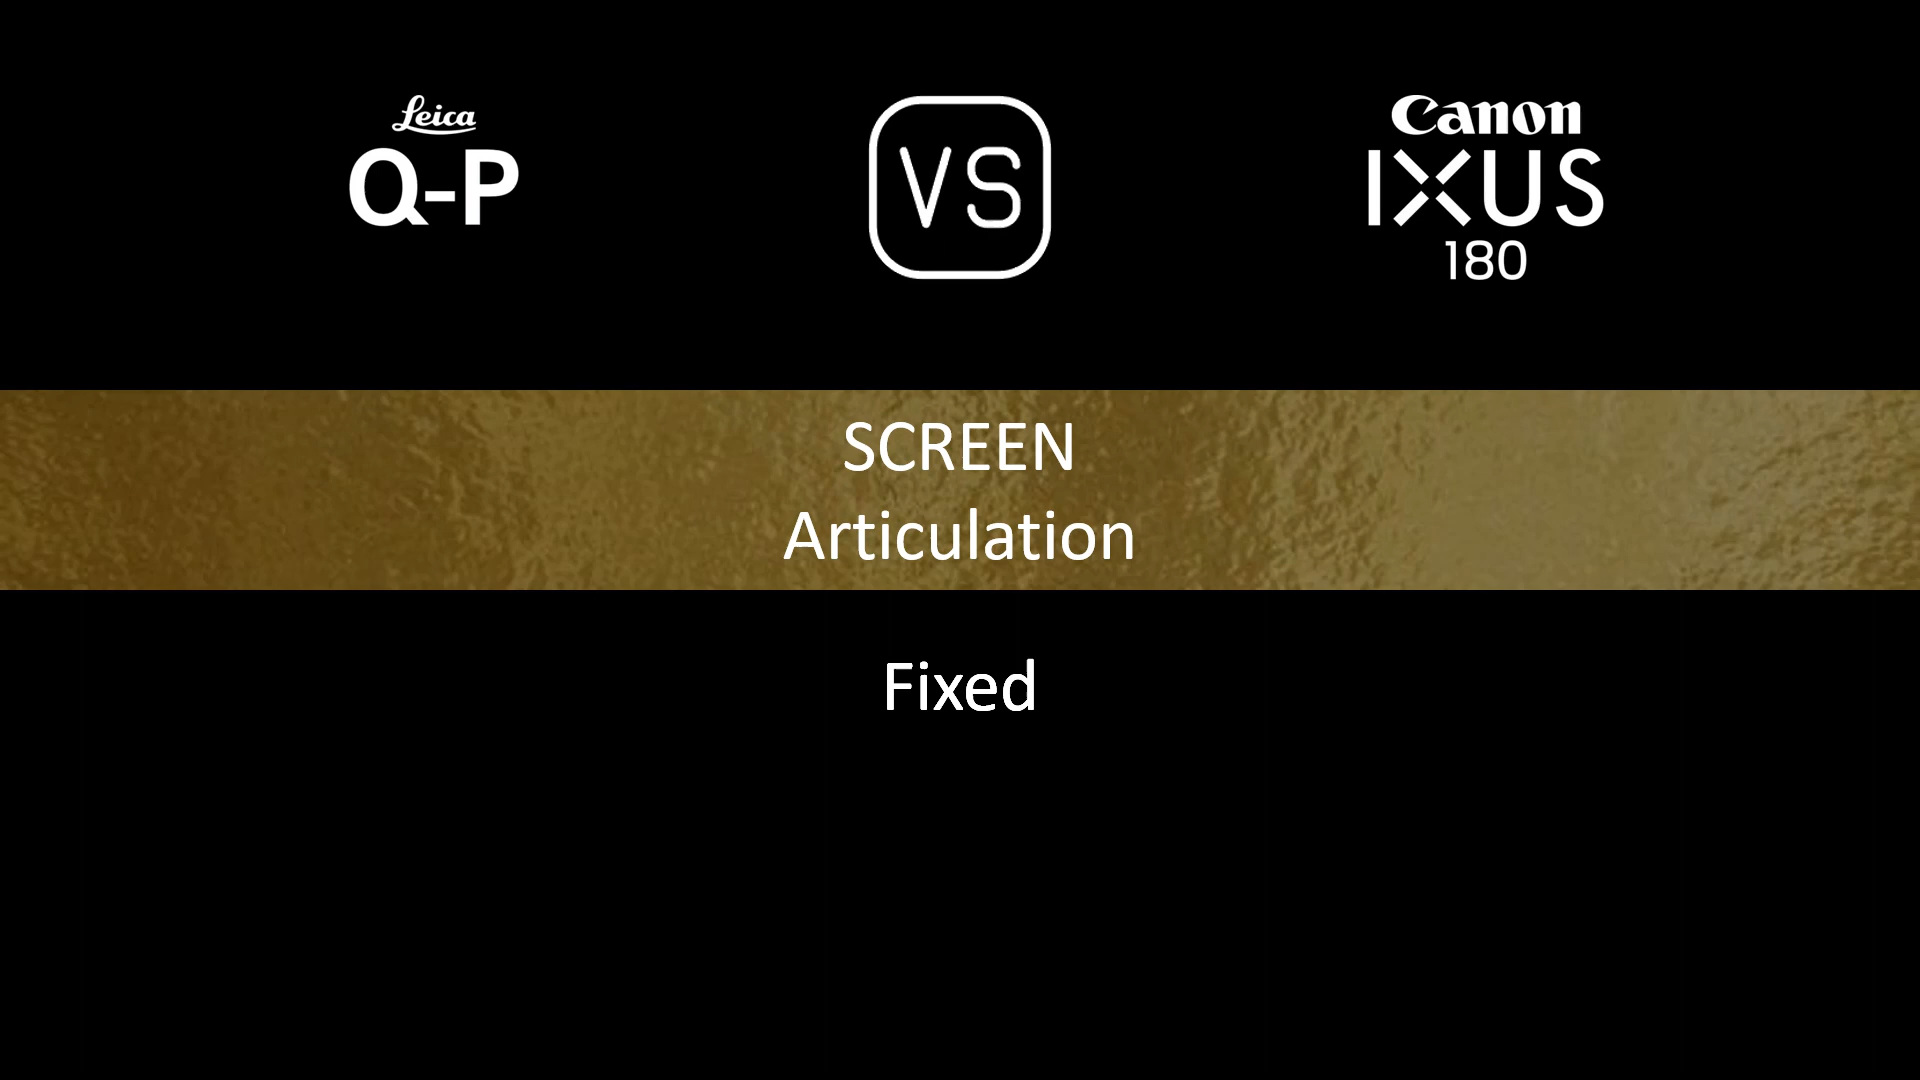 Leica
Q-P
VS
Canon
IXUS
180
SCREEN
Articulation
Fixed